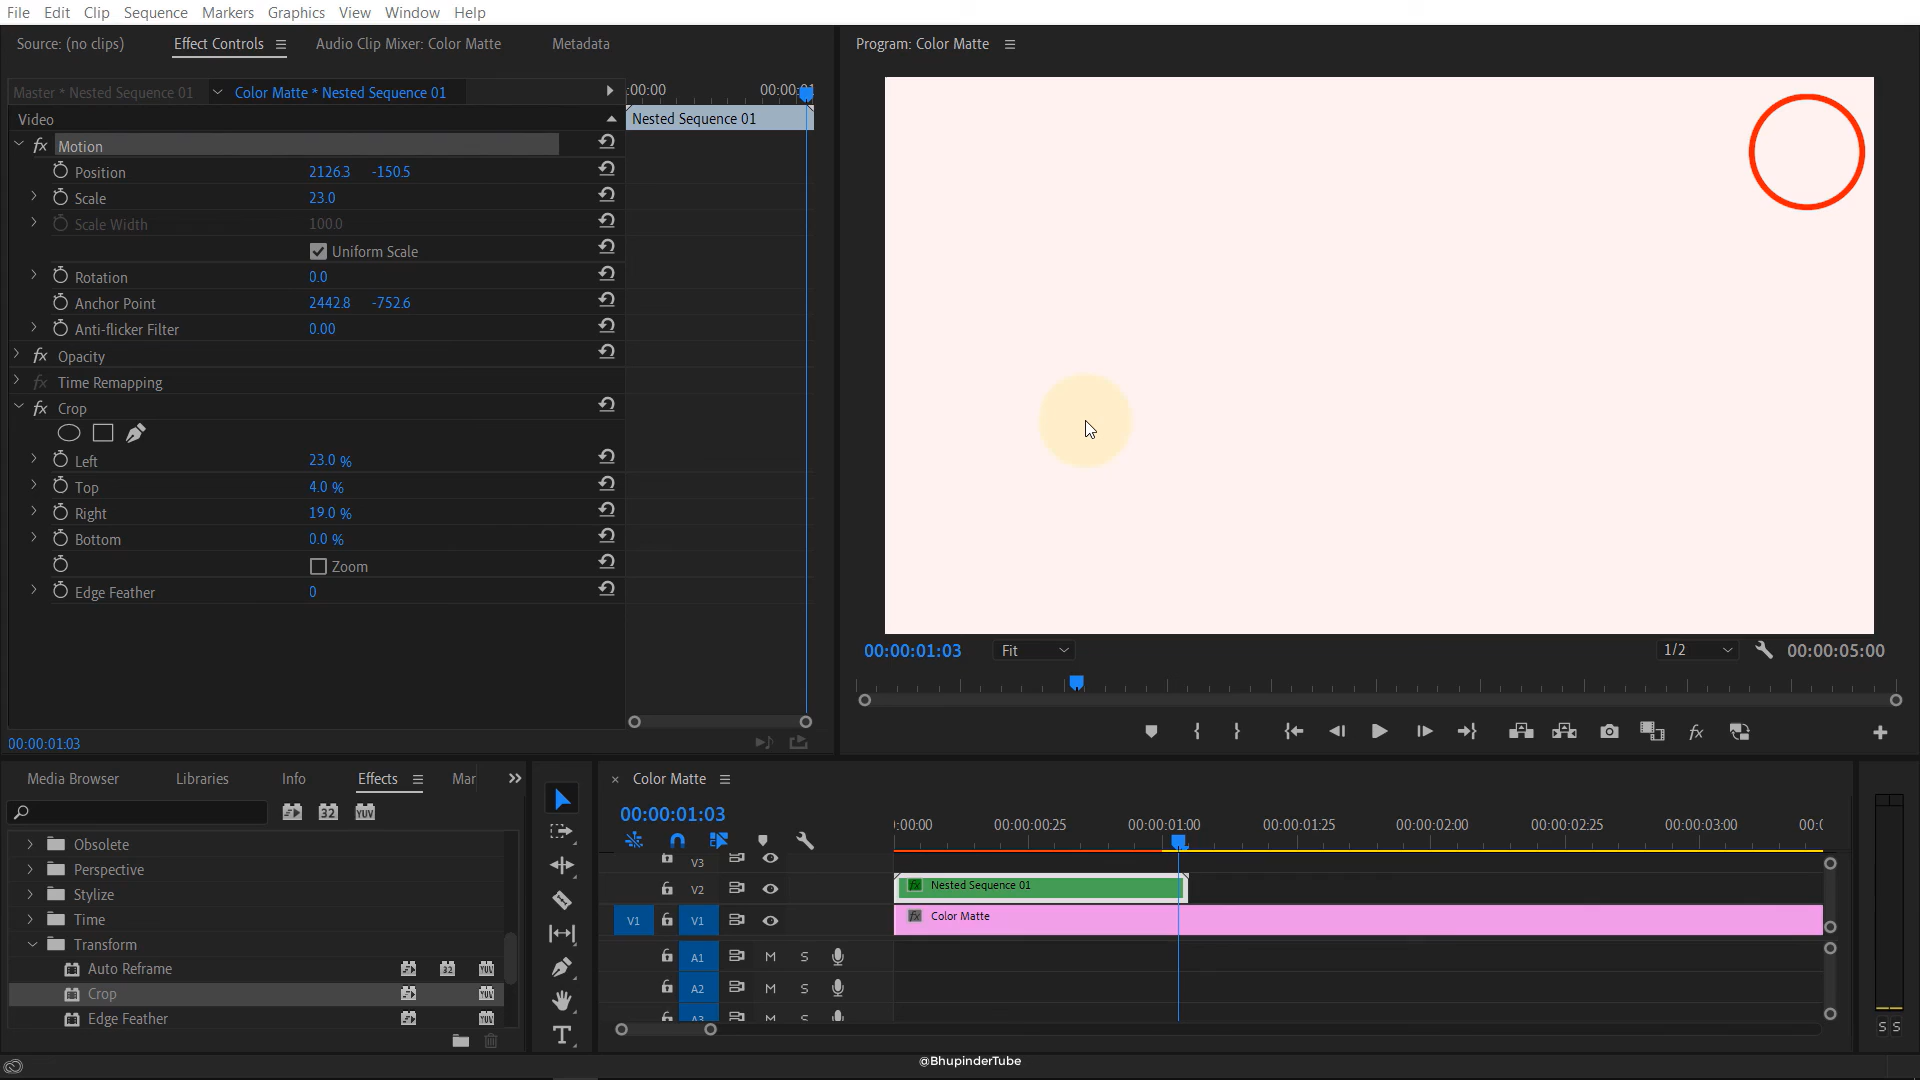 File Edit Clip Sequence Markers Graphics View Window Help
Source: (no clips) Effect Controls Audio Clip Mixer: Color Matte Metadata
Program: Color Matte
Master * Nested Sequence 01 Color Matte * Nested Sequence 01
:00:00 00:00:01
Video
Nested Sequence 01
fx Motion
Position 2126.3 -150.5
Scale 23.0
Scale Width 100.0
Uniform Scale
Rotation 0.0
Anchor Point 2442.8 -752.6
Anti-flicker Filter 0.00
fx Opacity
fx Time Remapping
fx Crop
Left 23.0 %
Top 4.0 %
Right 19.0 %
Bottom 0.0 %
Zoom
Edge Feather 0
00:00:01:03
00:00:01:03 Fit 1/2 00:00:05:00
fx
Media Browser Libraries Info Effects Mar
32 YUV
Obsolete
Perspective
Stylize
Time
Transform
Auto Reframe
Crop
Edge Feather
Color Matte
00:00:01:03
:00:00 00:00:00:25 00:00:01:00 00:00:01:25 00:00:02:00 00:00:02:25 00:00:03:00 00:0
V3
V2 fx Nested Sequence 01
V1 V1 fx Color Matte
A1 M S
A2 M S
A3 M S
S S
@BhupinderTube